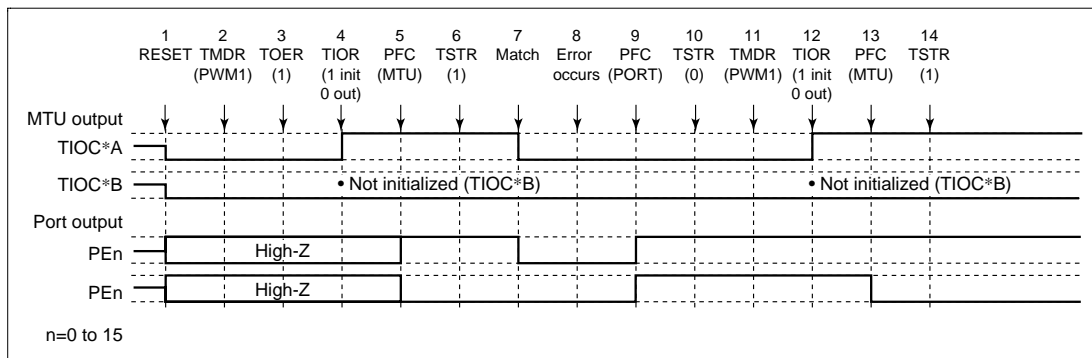 1 2 3 4 5 6 7 8 9 10 11 12 13 14
RESET TMDR TOER TIOR PFC TSTR Match Error PFC TSTR TMDR TIOR PFC TSTR
(PWM1) (1) (1 init (MTU) (1) occurs (PORT) (0) (PWM1) (1 init (MTU) (1)
0 out) 0 out)
MTU output
TIOC*A
TIOC*B • Not initialized (TIOC*B) • Not initialized (TIOC*B)
Port output
PEn High-Z
PEn High-Z
n=0 to 15